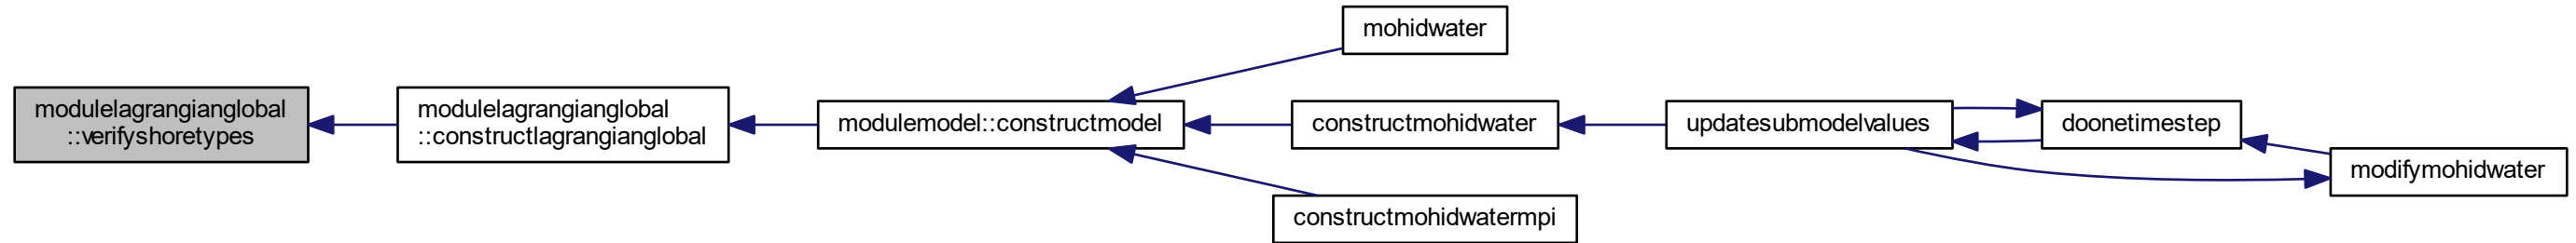 modulelagrangianglobal
::verifyshoretypes
modulelagrangianglobal
::constructlagrangianglobal
modulemodel::constructmodel
mohidwater
constructmohidwater
constructmohidwatermpi
updatesubmodelvalues
doonetimestep
modifymohidwater